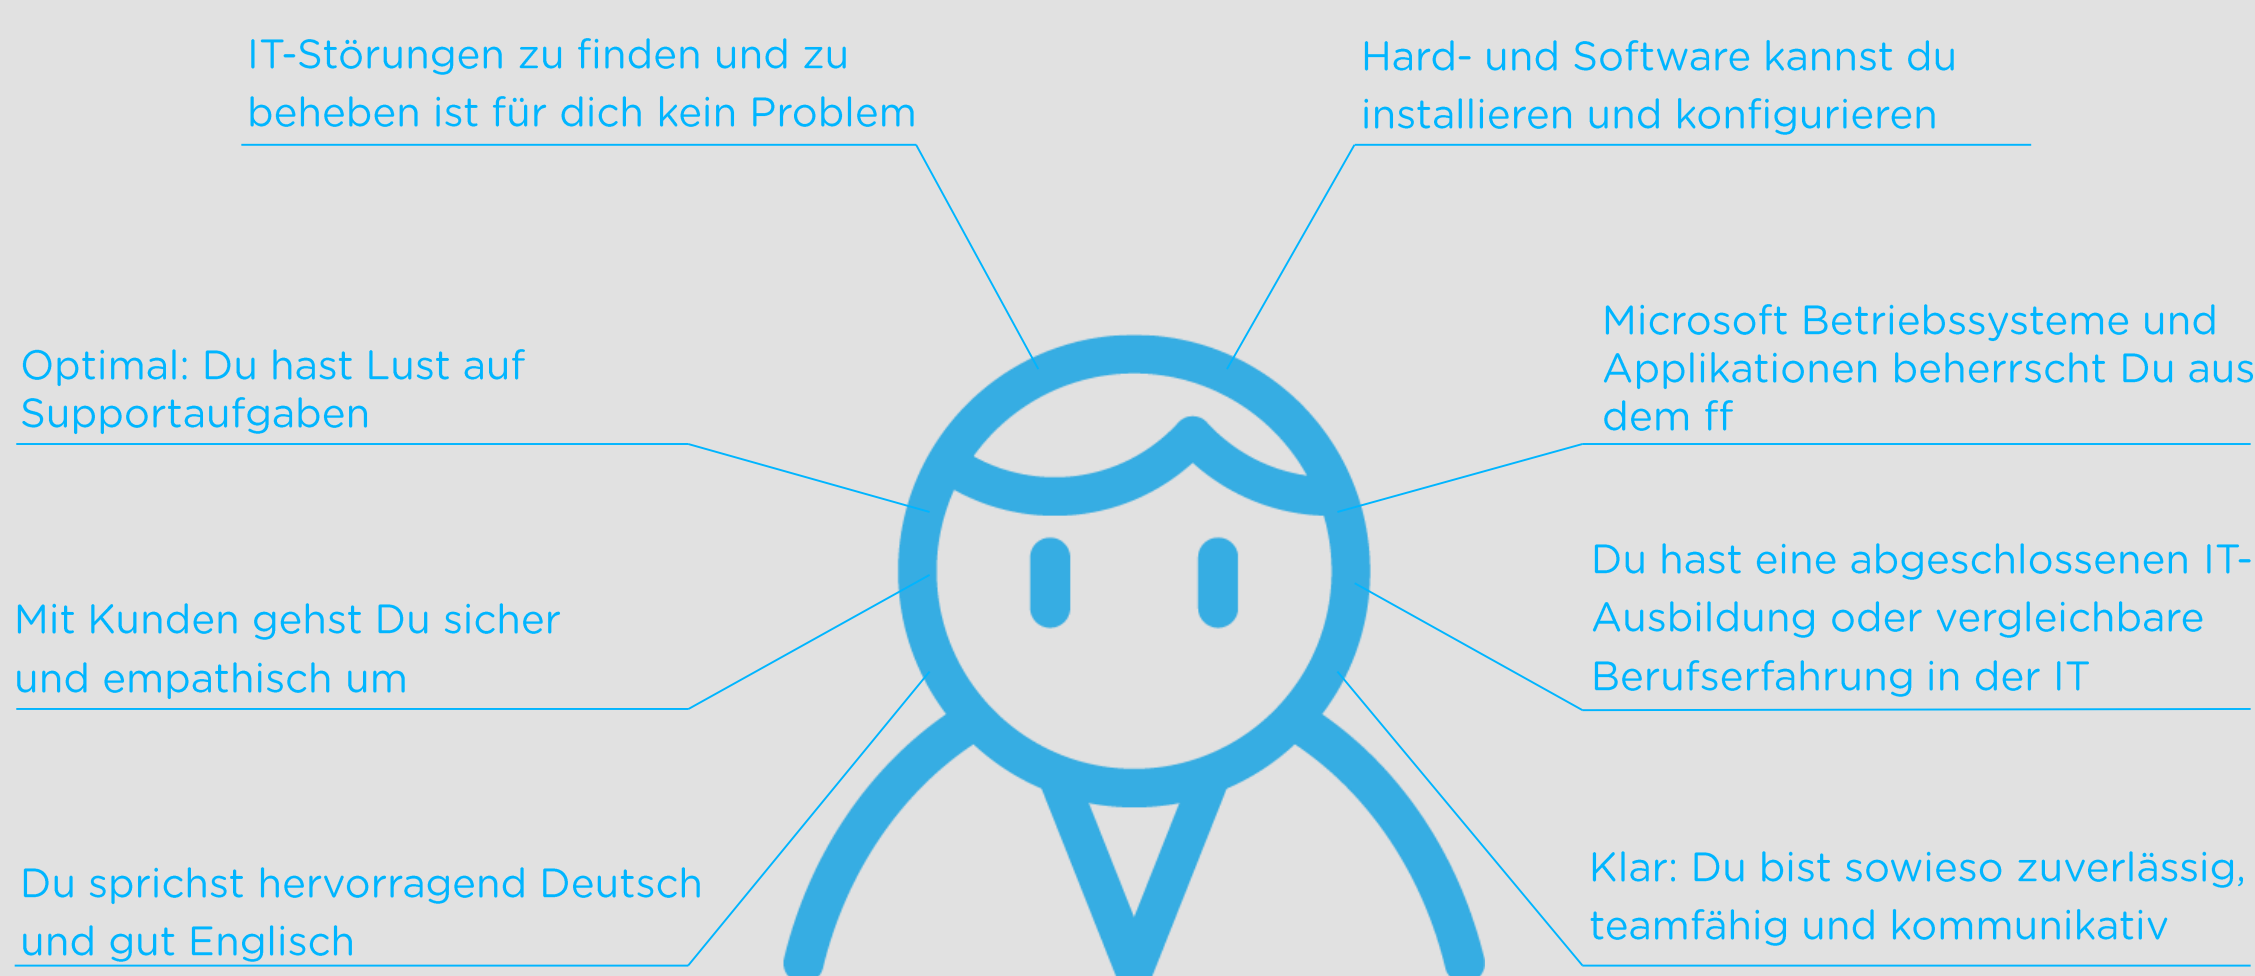 IT-Störungen zu finden und zu
beheben ist für dich kein Problem
Hard- und Software kannst du
installieren und konfigurieren
Optimal: Du hast Lust auf
Supportaufgaben
Microsoft Betriebssysteme und
Applikationen beherrscht Du aus
dem ff
Mit Kunden gehst Du sicher
und empathisch um
Du hast eine abgeschlossenen IT-
Ausbildung oder vergleichbare
Berufserfahrung in der IT
Du sprichst hervorragend Deutsch
und gut Englisch
Klar: Du bist sowieso zuverlässig,
teamfähig und kommunikativ